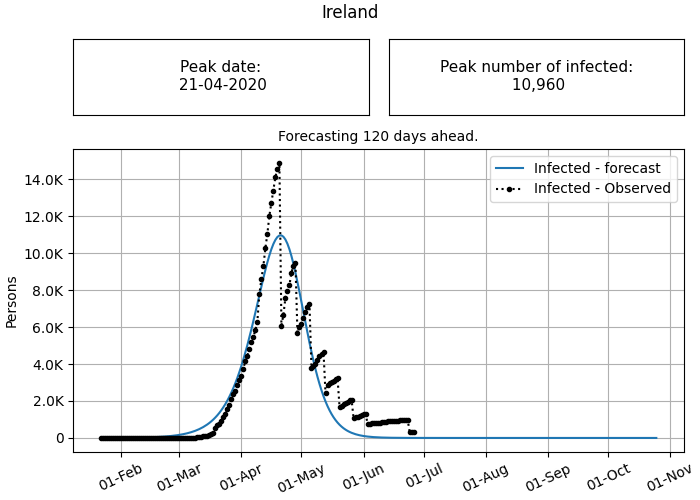 Ireland
Peak date:
21-04-2020
Peak number of infected:
10,960
Forecasting 120 days ahead.
Infected - forecast
Infected - Observed
14.0K
12.0K
10.0K
8.0K
6.0K
4.0K
2.0K
0
Persons
01-Feb
01-Mar
01-Apr
01-May
01-Jun
01-Jul
01-Aug
01-Sep
01-Oct
01-Nov